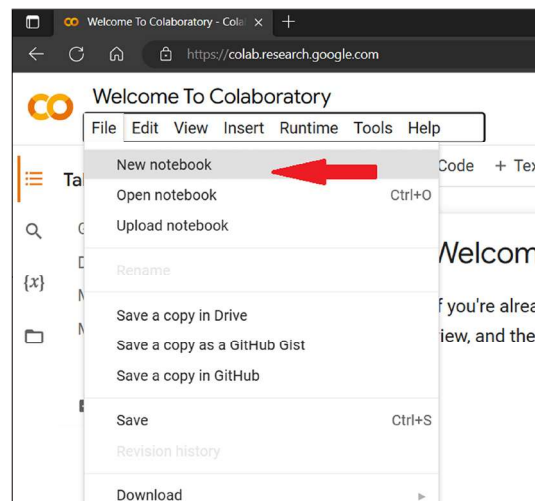 Welcome To Colaboratory - Cola
https://colab.research.google.com
Welcome To Colaboratory
File Edit View Insert Runtime Tools Help
New notebook
Code + Tex
Ta
Open notebook Ctrl+O
Upload notebook
Welcom
Rename
{x}
f you're alrea
Save a copy in Drive
iew, and the
Save a copy as a GitHub Gist
Save a copy in GitHub
Save Ctrl+S
Revision history
Download